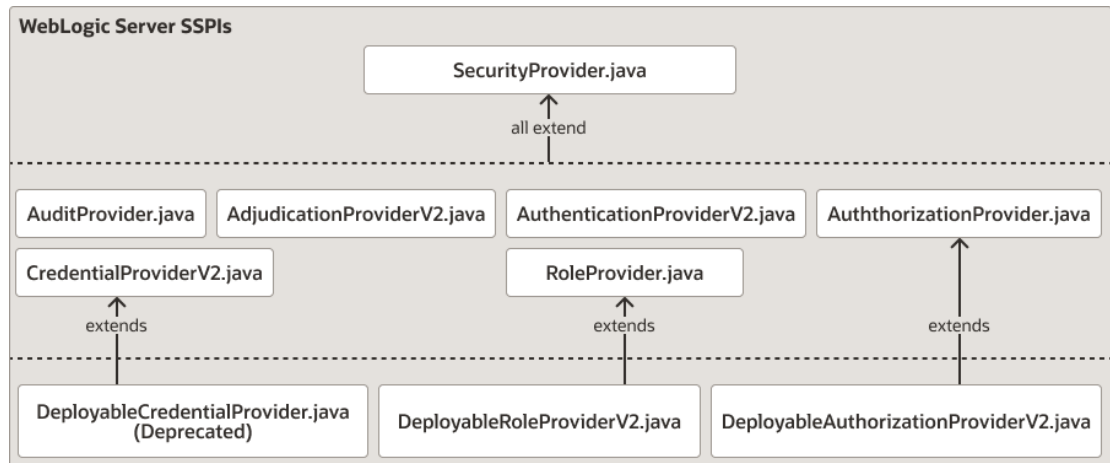 WebLogic Server SSPIs
SecurityProvider.java
all extend
AuditProvider.java
AdjudicationProviderV2.java
AuthenticationProviderV2.java
AuththorizationProvider.java
CredentialProviderV2.java
RoleProvider.java
extends
extends
extends
DeployableCredentialProvider.java
(Deprecated)
DeployableRoleProviderV2.java
DeployableAuthorizationProviderV2.java